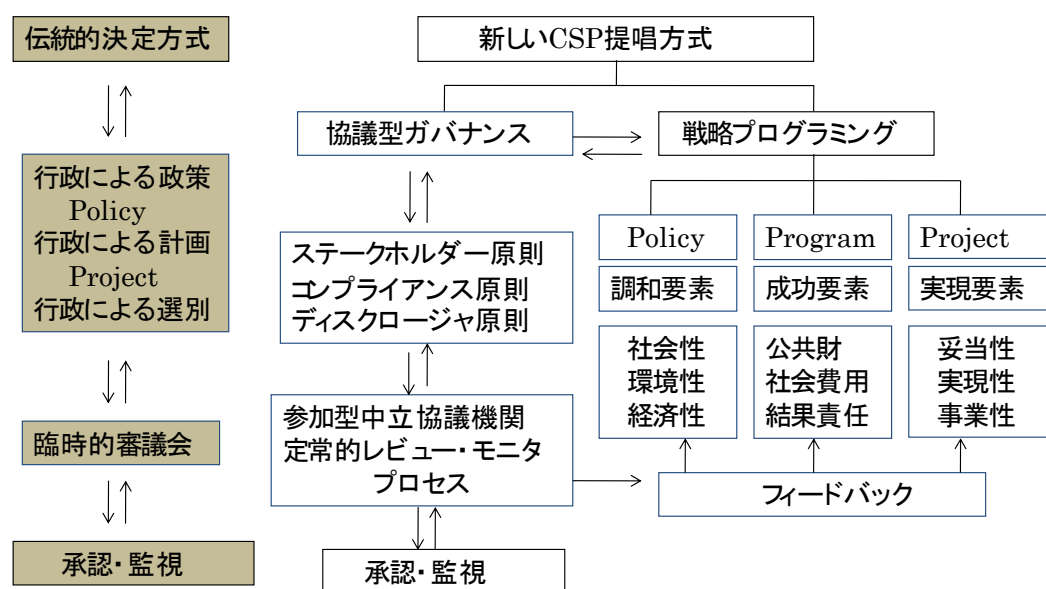 伝統的決定方式
行政による政策
Policy
行政による計画
Project
行政による選別
臨時的審議会
承認・監視
新しいCSP提唱方式
協議型ガバナンス
戦略プログラミング
ステークホルダー原則
コンプライアンス原則
ディスクロージャ原則
参加型中立協議機関
定常的レビュー・モニタ
プロセス
承認・監視
Policy
Program
Project
調和要素
成功要素
実現要素
社会性
環境性
経済性
公共財
社会費用
結果責任
妥当性
実現性
事業性
フィードバック